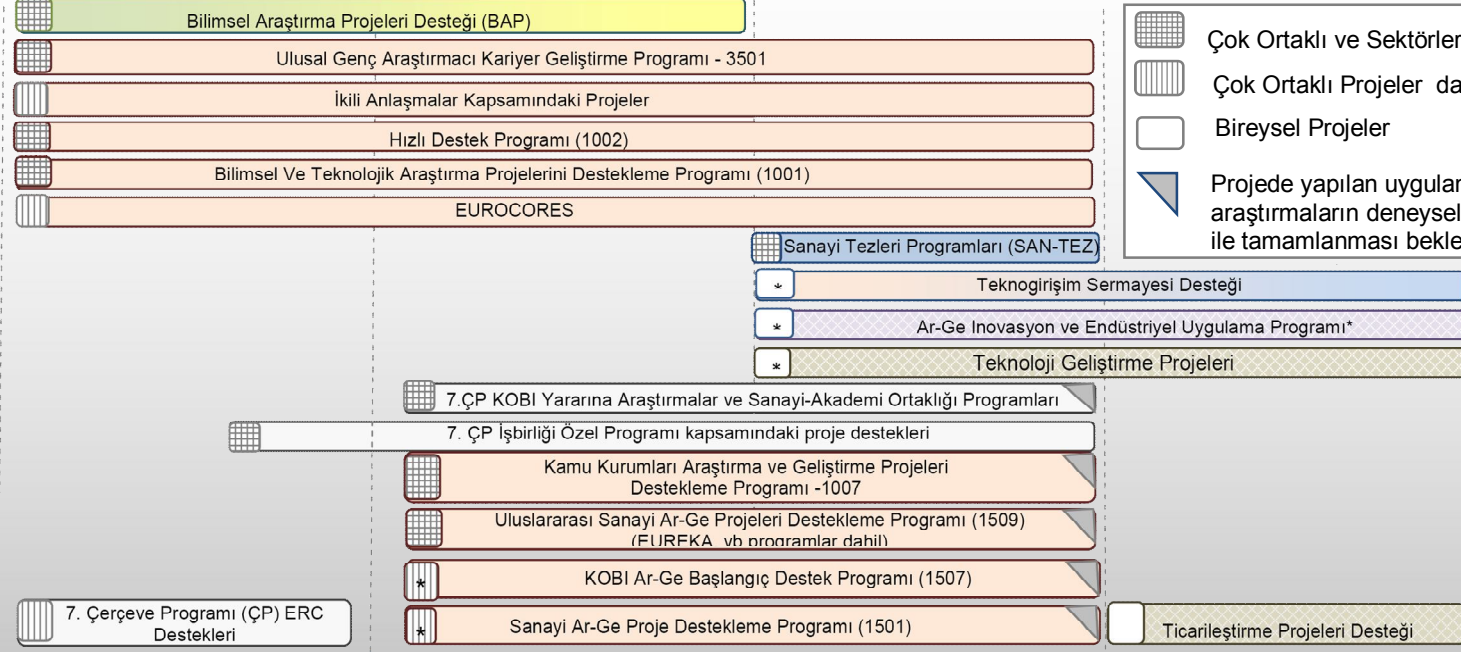 Bilimsel Araştırma Projeleri Desteği (BAP)
Ulusal Genç Araştırmacı Kariyer Geliştirme Programı - 3501
İkili Anlaşmalar Kapsamındaki Projeler
Hızlı Destek Programı (1002)
Bilimsel Ve Teknolojik Araştırma Projelerini Destekleme Programı (1001)
EUROCORES
Çok Ortaklı ve Sektörler
Çok Ortaklı Projeler da
Bireysel Projeler
Projede yapılan uygular
araştırmaların deneysel
ile tamamlanması bekle
Sanayi Tezleri Programları (SAN-TEZ)
* Teknogirişim Sermayesi Desteği
* Ar-Ge Inovasyon ve Endüstriyel Uygulama Programı*
* Teknoloji Geliştirme Projeleri
7.ÇP KOBI Yararına Araştırmalar ve Sanayi-Akademi Ortaklığı Programları
7. ÇP İşbirliği Özel Programı kapsamındaki proje destekleri
Kamu Kurumları Araştırma ve Geliştirme Projeleri
Destekleme Programı -1007
Uluslararası Sanayi Ar-Ge Projeleri Destekleme Programı (1509)
(EUREKA vb programlar dahil)
* KOBI Ar-Ge Başlangıç Destek Programı (1507)
7. Çerçeve Programı (ÇP) ERC
Destekleri
* Sanayi Ar-Ge Proje Destekleme Programı (1501)
Ticarileştirme Projeleri Desteği